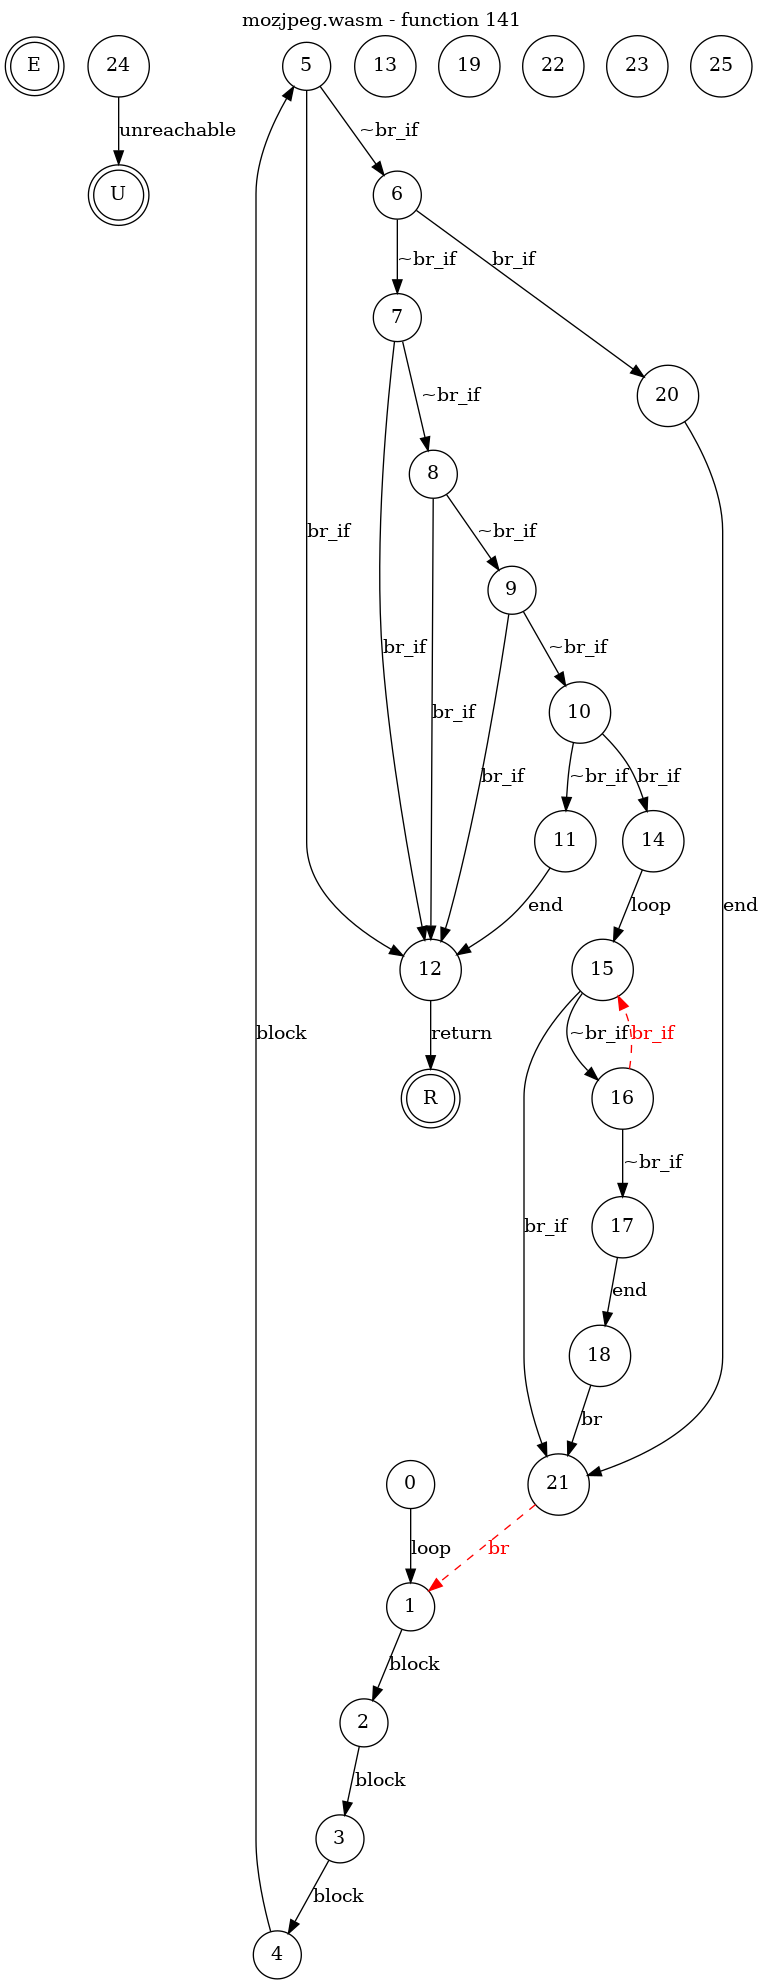 mozjpeg.wasm - function 141
E
24
5
13
19
22
23
25
unreachable
~br_if
U
6
~br_if
br_if
7
20
~br_if
8
br_if
~br_if
end
9
br_if
~br_if
br_if
10
br_if
~br_if
br_if
11
14
end
loop
12
15
block
return
~br_if
br_if
R
16
~br_if
br_if
17
end
18
br
0
21
loop
br
1
block
2
block
3
block
4